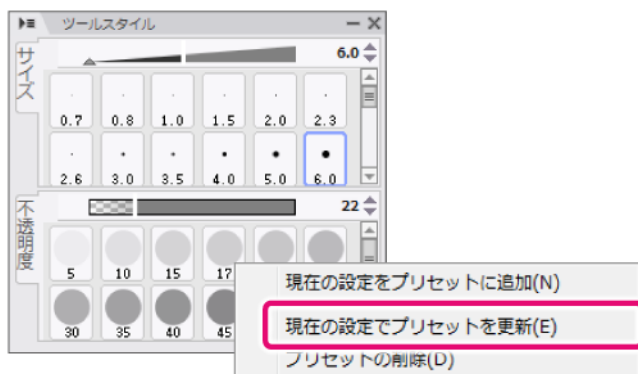 ツールスタイル
サイズ
6.0
0.7 0.8 1.0 1.5 2.0 2.3
2.6 3.0 3.5 4.0 5.0 6.0
不透明度
22
5 10 15 17
30 35 40 45
現在の設定をプリセットに追加(N)
現在の設定でプリセットを更新(E)
プリセットの削除(D)